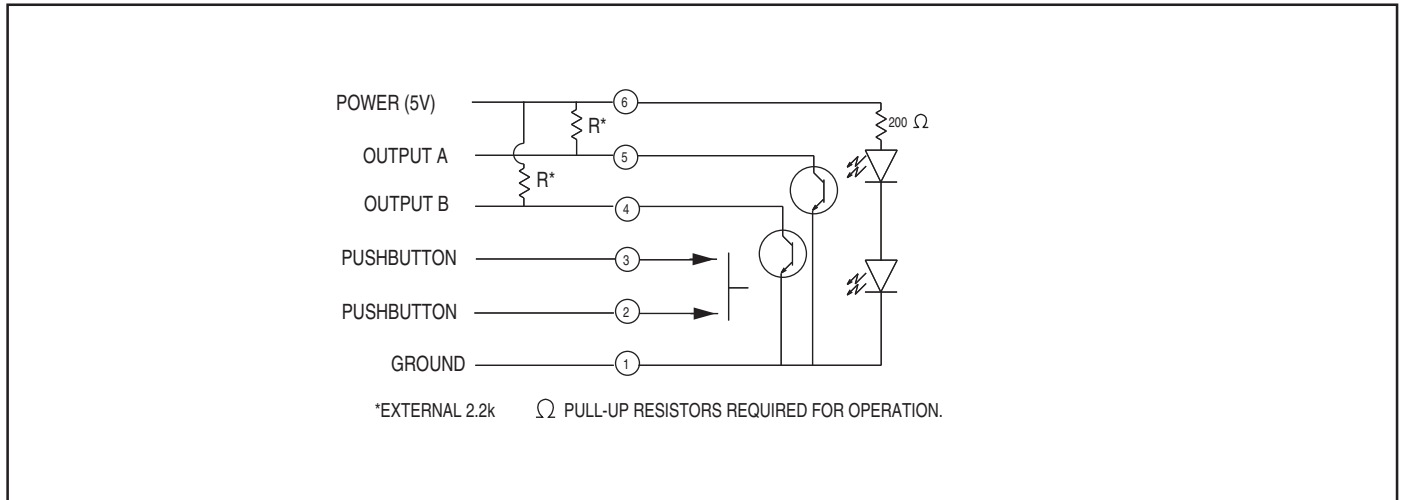 POWER (5V)
6
200 Ω
R*
OUTPUT A
5
R*
OUTPUT B
4
PUSHBUTTON
3
PUSHBUTTON
2
GROUND
1
*EXTERNAL 2.2k Ω PULL-UP RESISTORS REQUIRED FOR OPERATION.